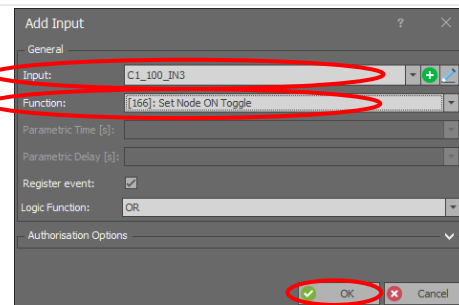 Add Input ?
General
Input: C1_100_IN3
Function: [166]: Set Node ON Toggle
Parametric Time [s]:
Parametric Delay [s]:
Register event:
Logic Function: OR
Authorisation Options
OK Cancel